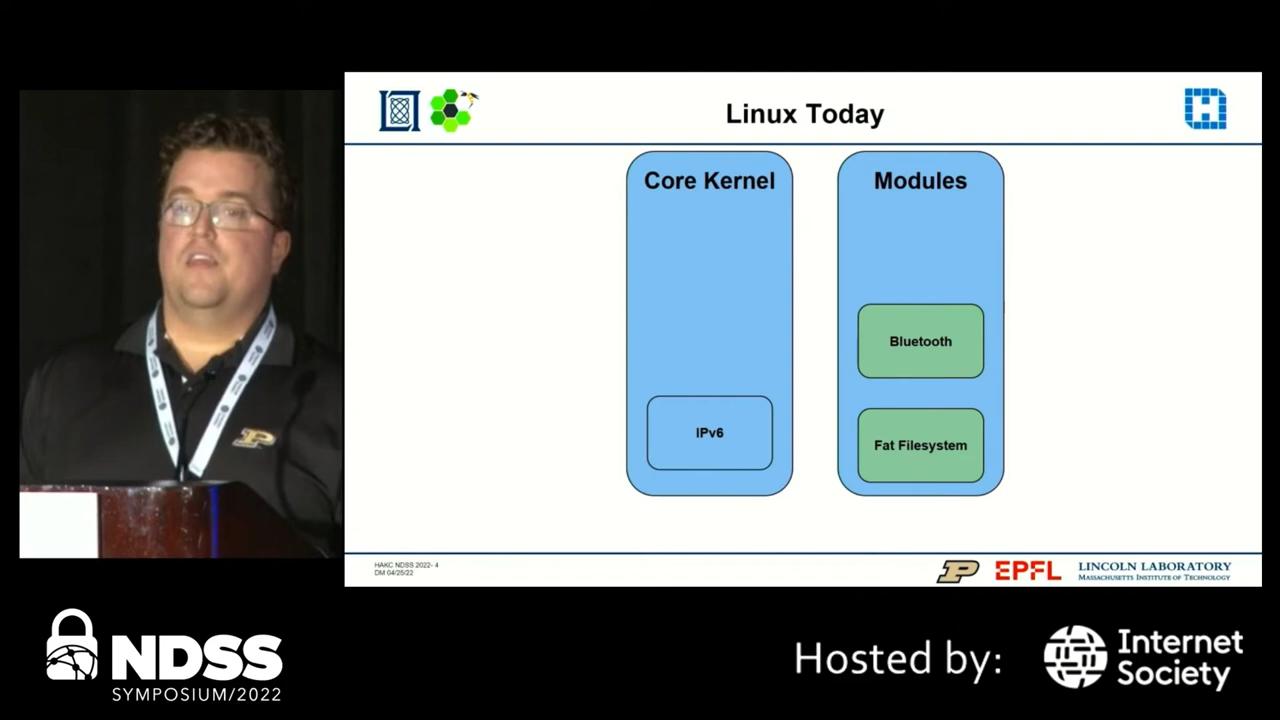 Linux Today
Core Kernel
Modules
Bluetooth
IPv6
Fat Filesystem
HAKC NDSS 2022- 4
DM 04/25/22
P
EPFL
LINCOLN LABORATORY
MASSACHUSETTS INSTITUTE OF TECHNOLOGY
P
NDSS
SYMPOSIUM/2022
Hosted by:
Internet
Society